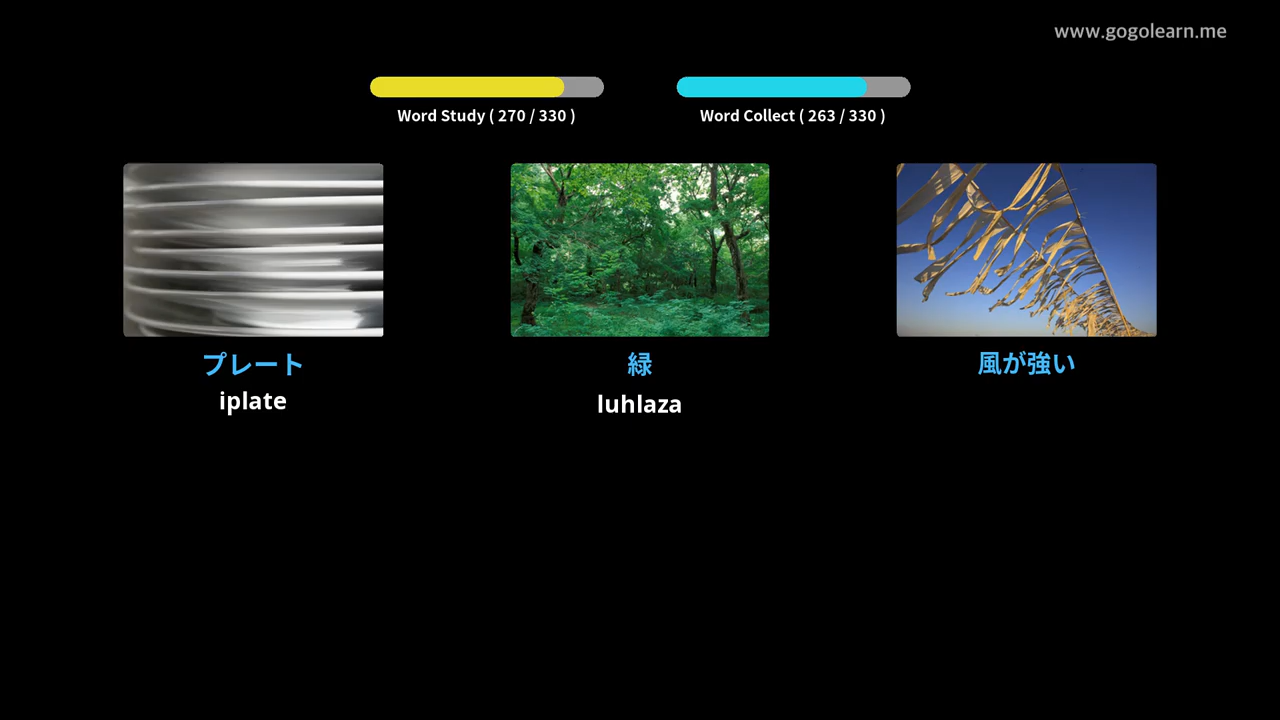 www.gogolearn.me
Word Study ( 270 / 330 )
Word Collect ( 263 / 330 )
プレート
iplate
緑
luhlaza
風が強い